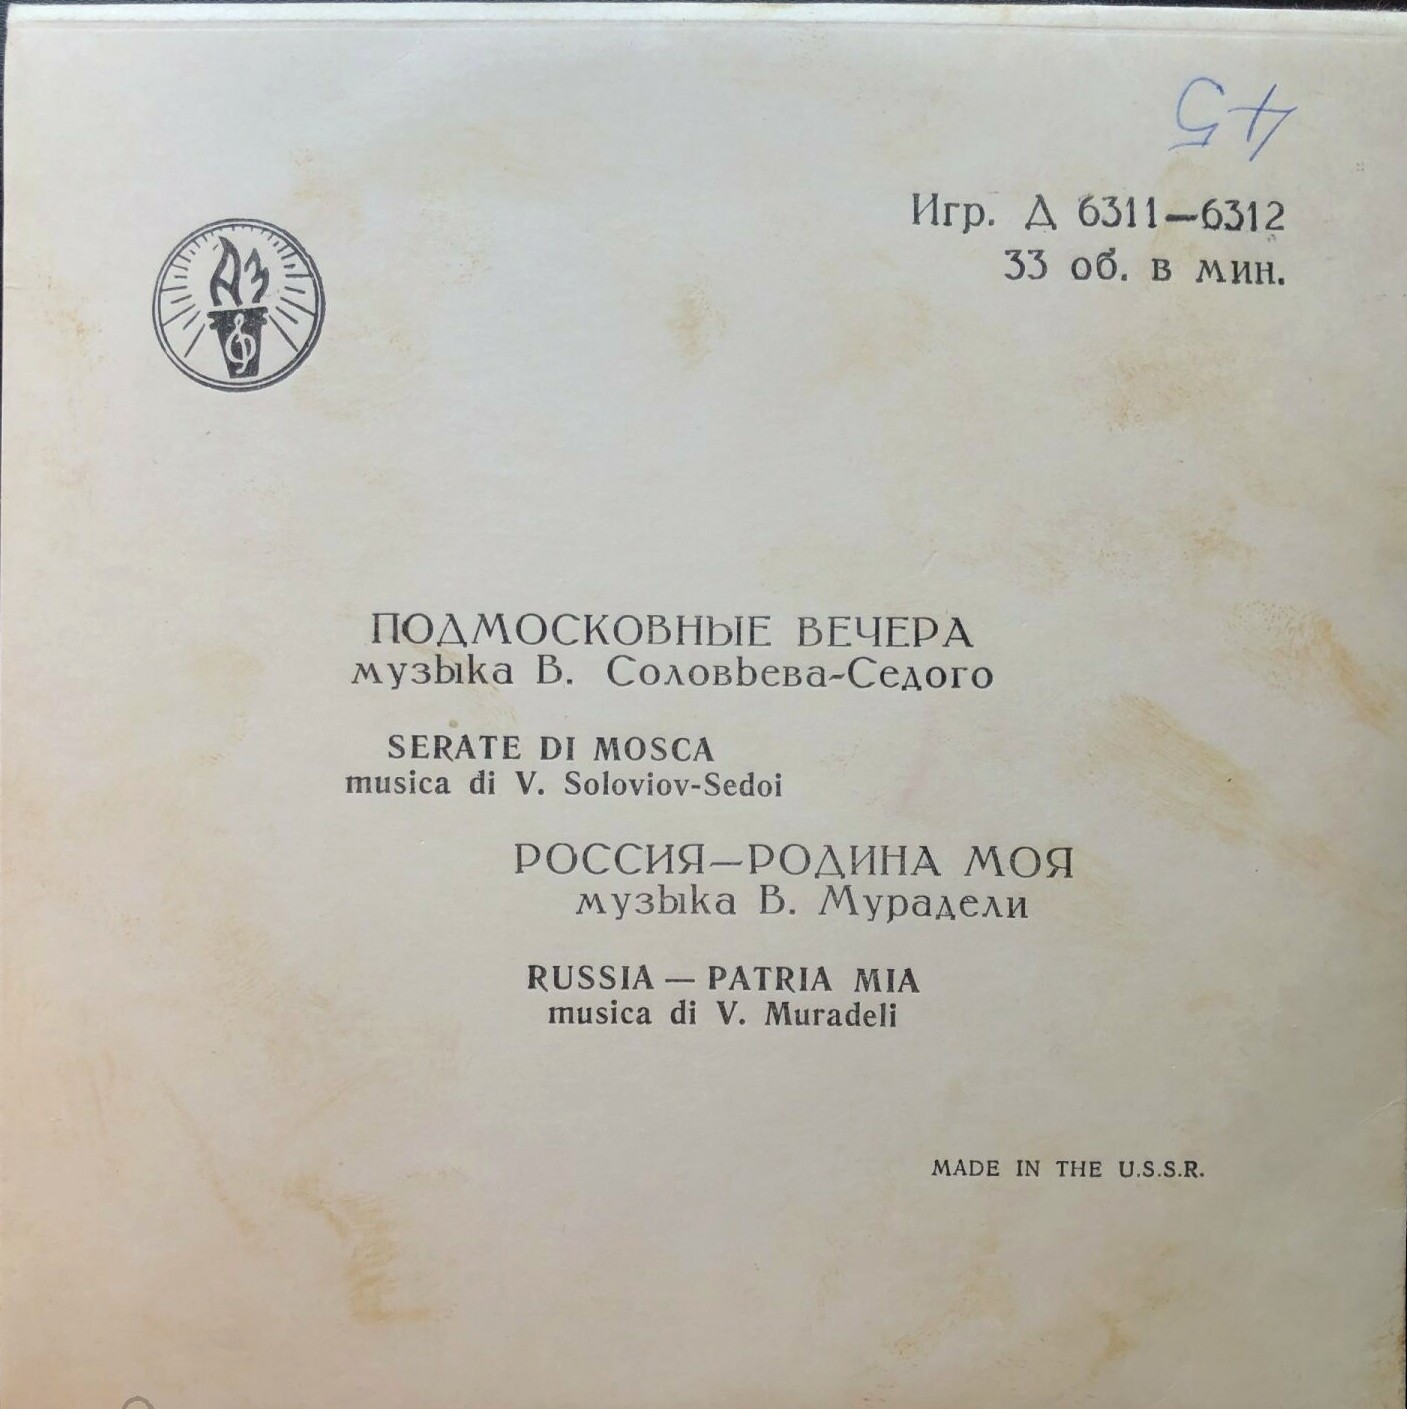 45
Игр. Д 6311—6312
33 об. в мин.
АЗ
ПОДМОСКОВНЫЕ ВЕЧЕРА
музыка В. Соловьева-Седого
SERATE DI MOSCA
musica di V. Soloviov-Sedoi
РОССИЯ—РОДИНА МОЯ
музыка В. Мурадели
RUSSIA — PATRIA MIA
musica di V. Muradeli
MADE IN THE U.S.S.R.